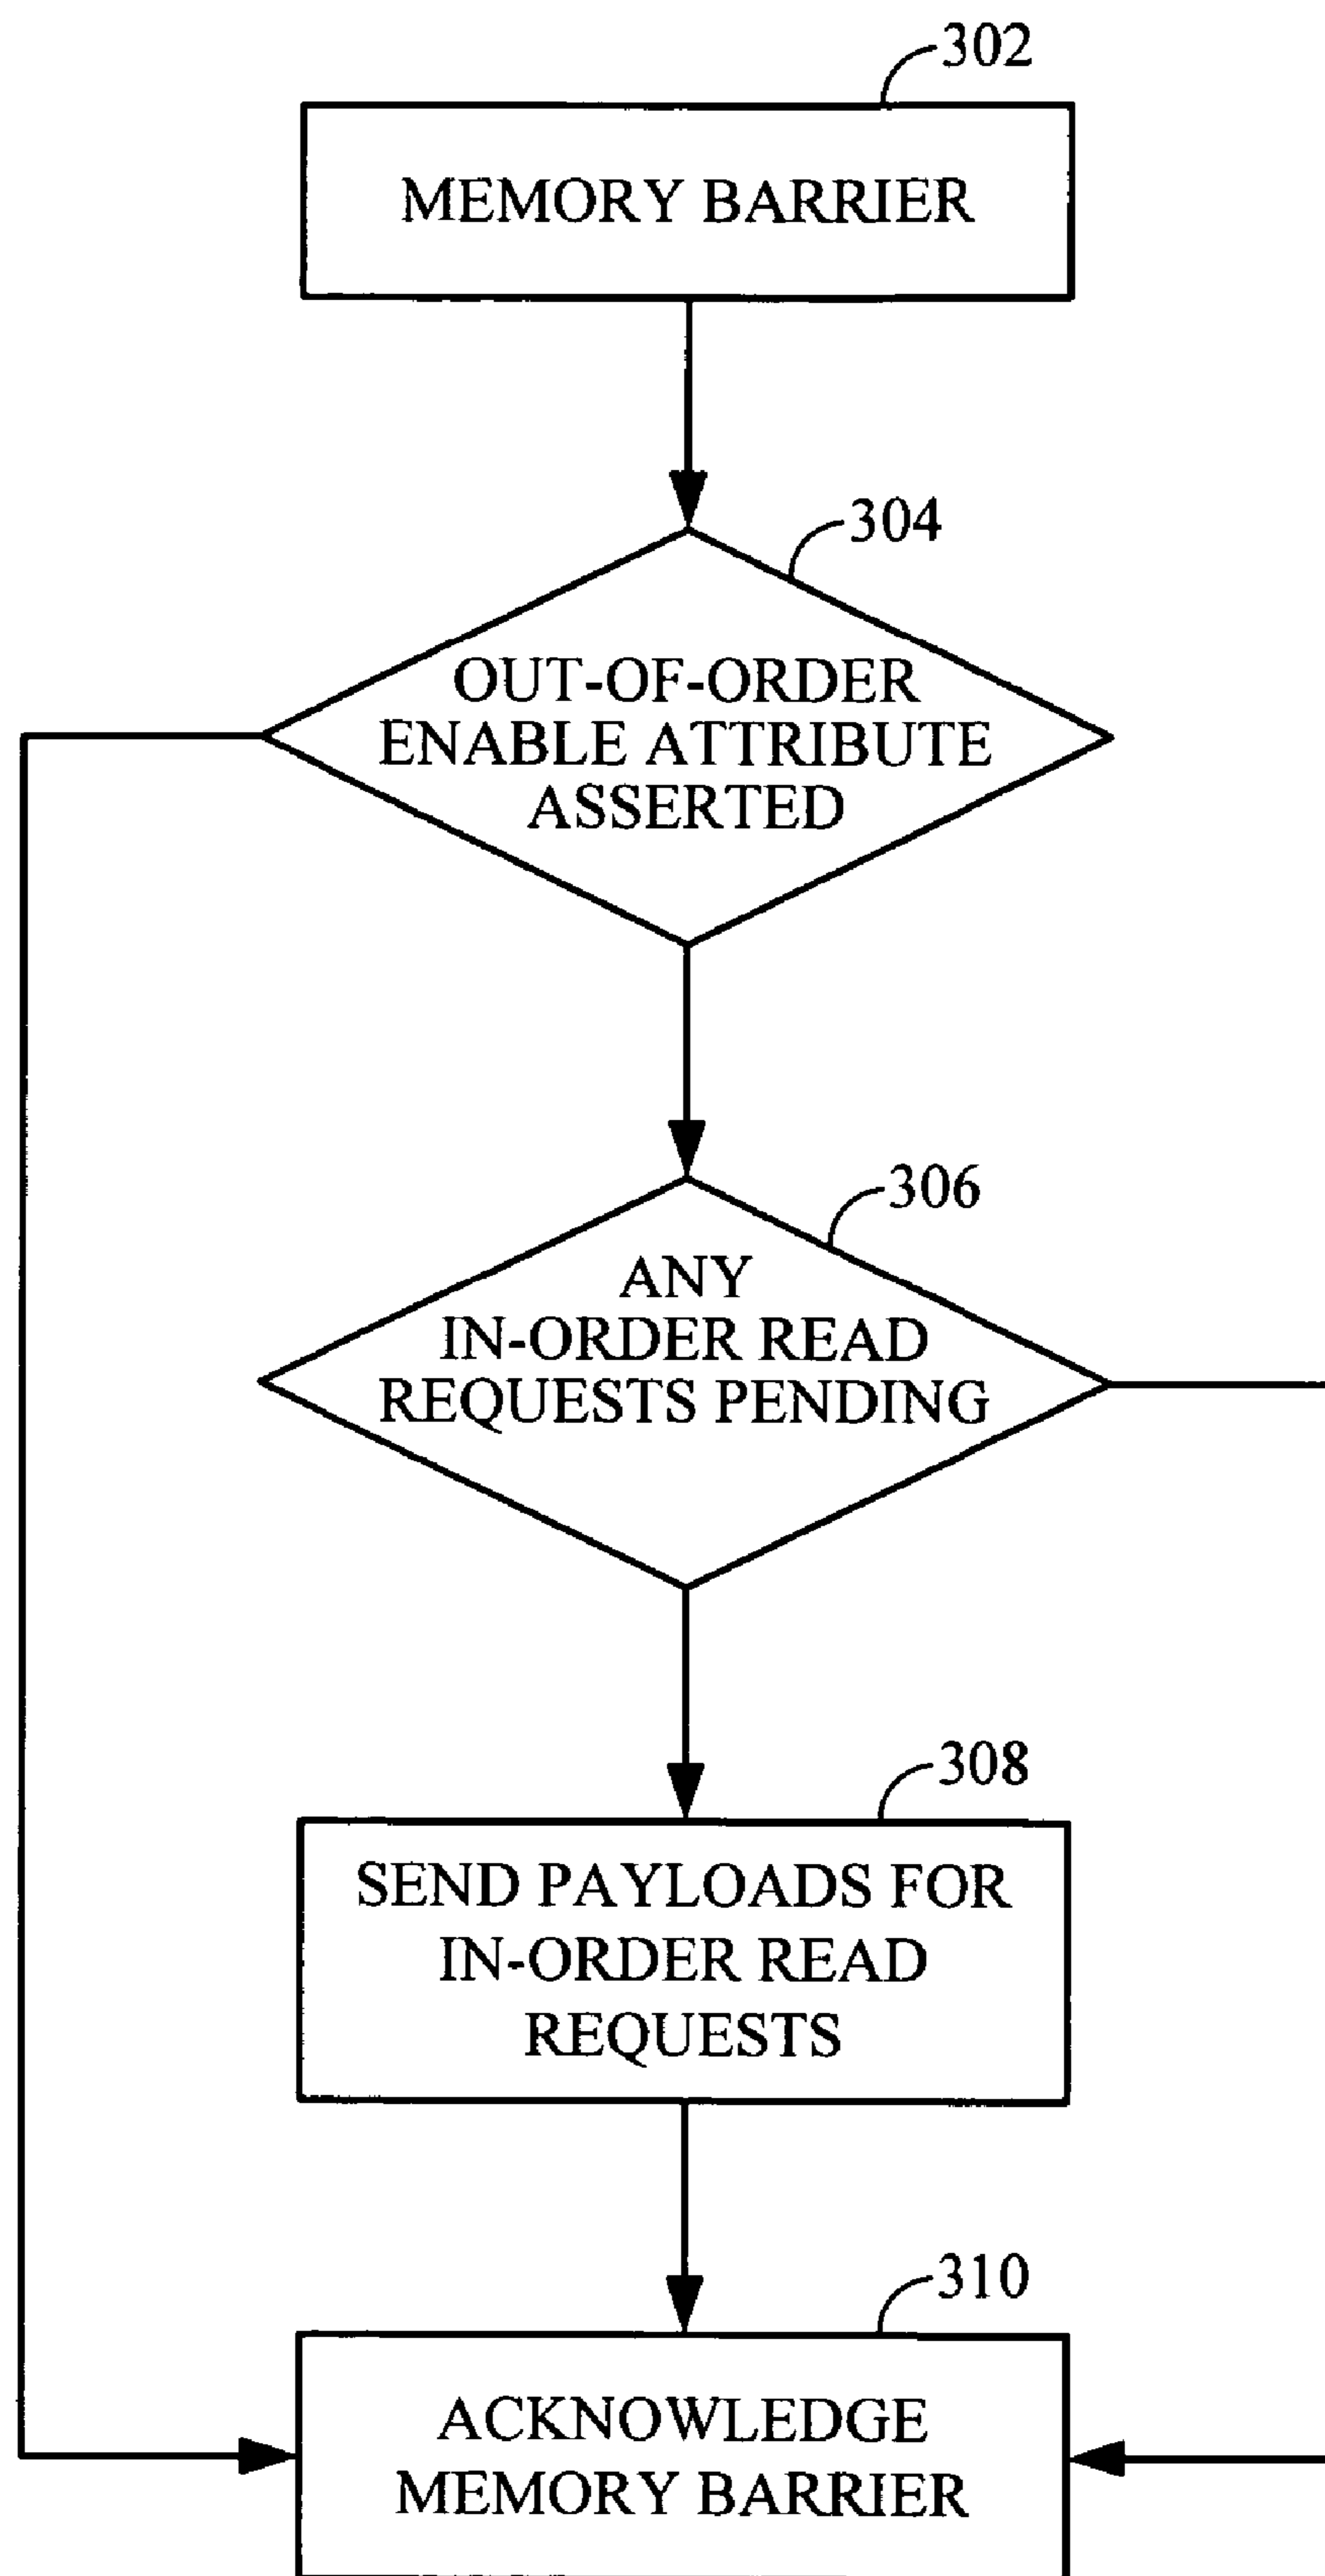 302
MEMORY BARRIER
304
OUT-OF-ORDER
ENABLE ATTRIBUTE
ASSERTED
306
ANY
IN-ORDER READ
REQUESTS PENDING
308
SEND PAYLOADS FOR
IN-ORDER READ
REQUESTS
310
ACKNOWLEDGE
MEMORY BARRIER